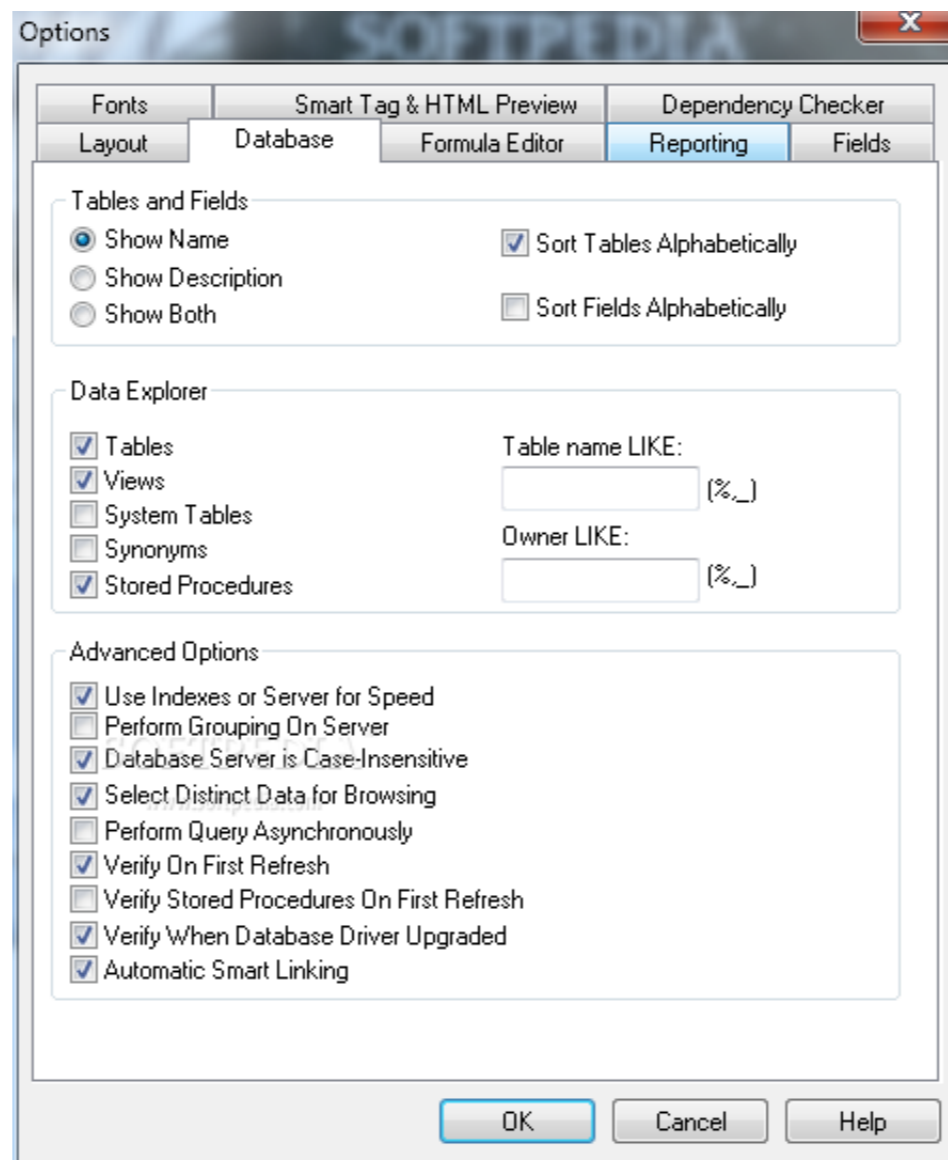 Options
SOFTPEDIA
Fonts Smart Tag & HTML Preview Dependency Checker
Layout Database Formula Editor Reporting Fields
Tables and Fields
Show Name Sort Tables Alphabetically
Show Description
Show Both Sort Fields Alphabetically
Data Explorer
Tables Table name LIKE:
Views (%,_)
System Tables
Synonyms Owner LIKE:
Stored Procedures (%,_)
Advanced Options
Use Indexes or Server for Speed
Perform Grouping On Server
SOFTPEDIA
Database Server is Case-Insensitive
Select Distinct Data for Browsing
www.softpedia.com
Perform Query Asynchronously
Verify On First Refresh
Verify Stored Procedures On First Refresh
Verify When Database Driver Upgraded
Automatic Smart Linking
OK Cancel Help